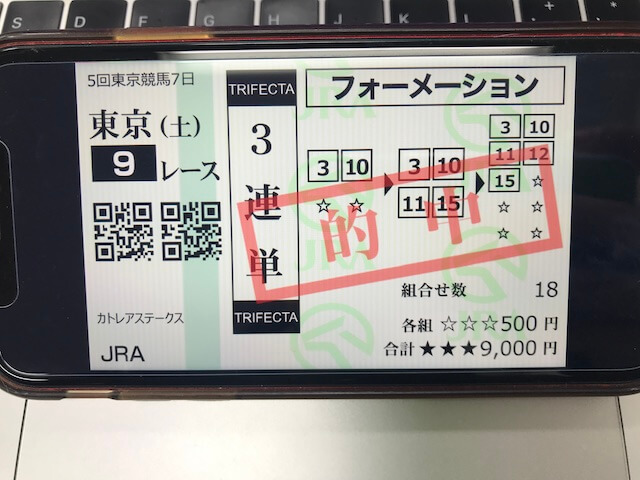 S
D
F
G
H
J
K
5回東京競馬7日
東京(土)
9レース
カトレアステークス
JRA
TRIFECTA
3連単
TRIFECTA
フォーメーション
3 10
☆ ☆
3 10
11 15
3 10
11 12
15 ☆
☆ ☆
☆ ☆
的中
組合せ数 18
各組 ☆☆☆500円
合計 ★★★9,000円
JRA
JRA
JRA